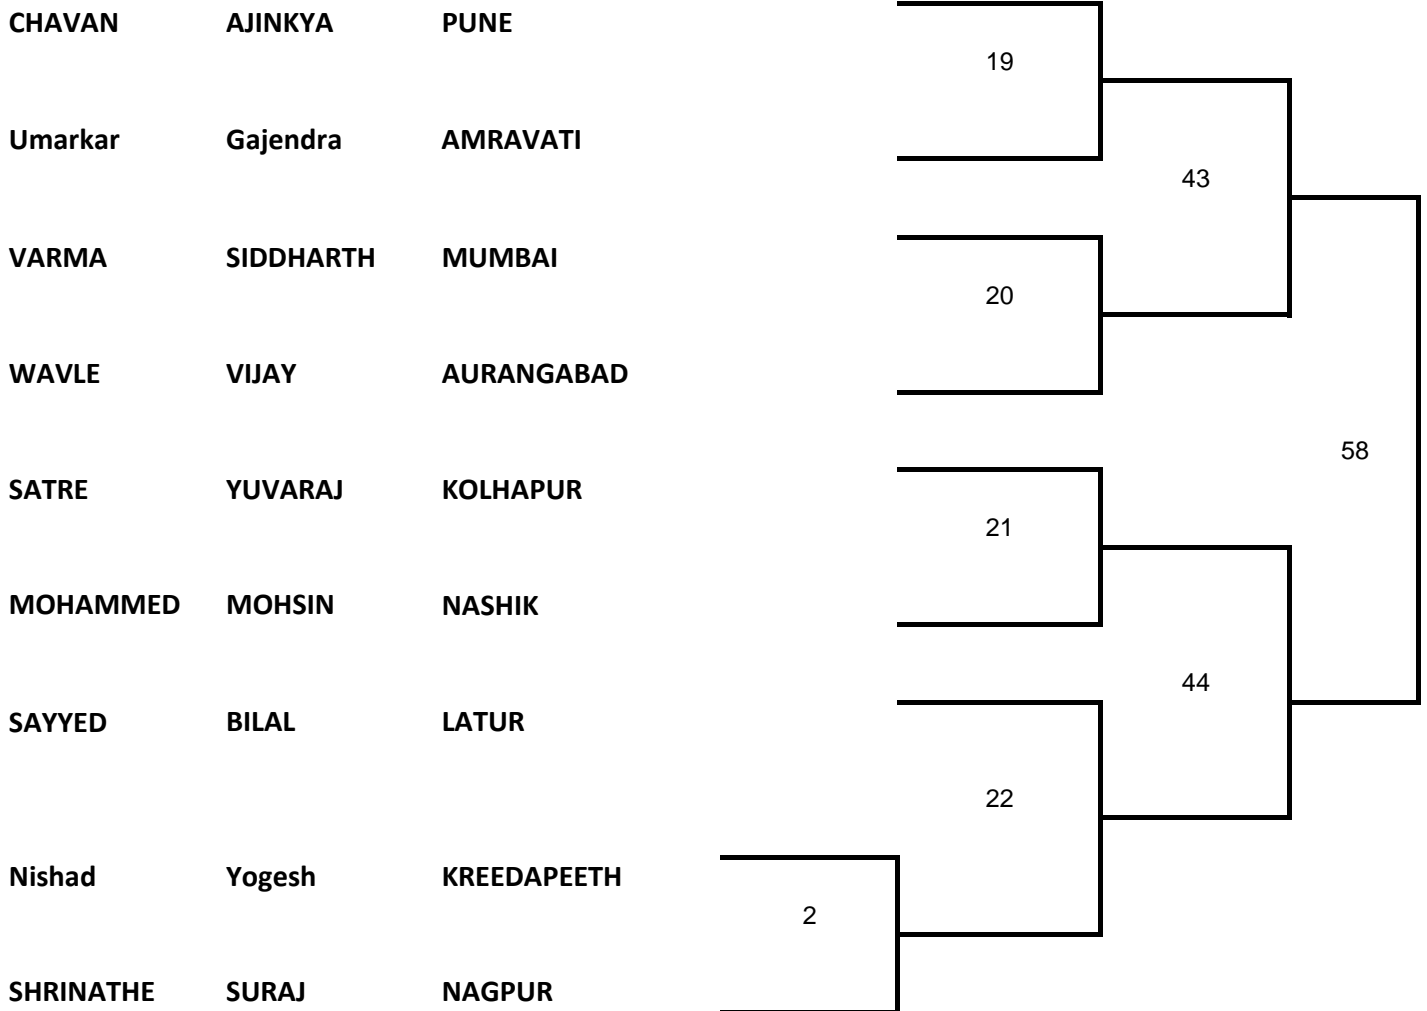 CHAVAN AJINKYA PUNE
19
Umarkar Gajendra AMRAVATI
43
VARMA SIDDHARTH MUMBAI
20
WAVLE VIJAY AURANGABAD
58
SATRE YUVARAJ KOLHAPUR
21
MOHAMMED MOHSIN NASHIK
44
SAYYED BILAL LATUR
22
Nishad Yogesh KREEDAPEETH
2
SHRINATHE SURAJ NAGPUR